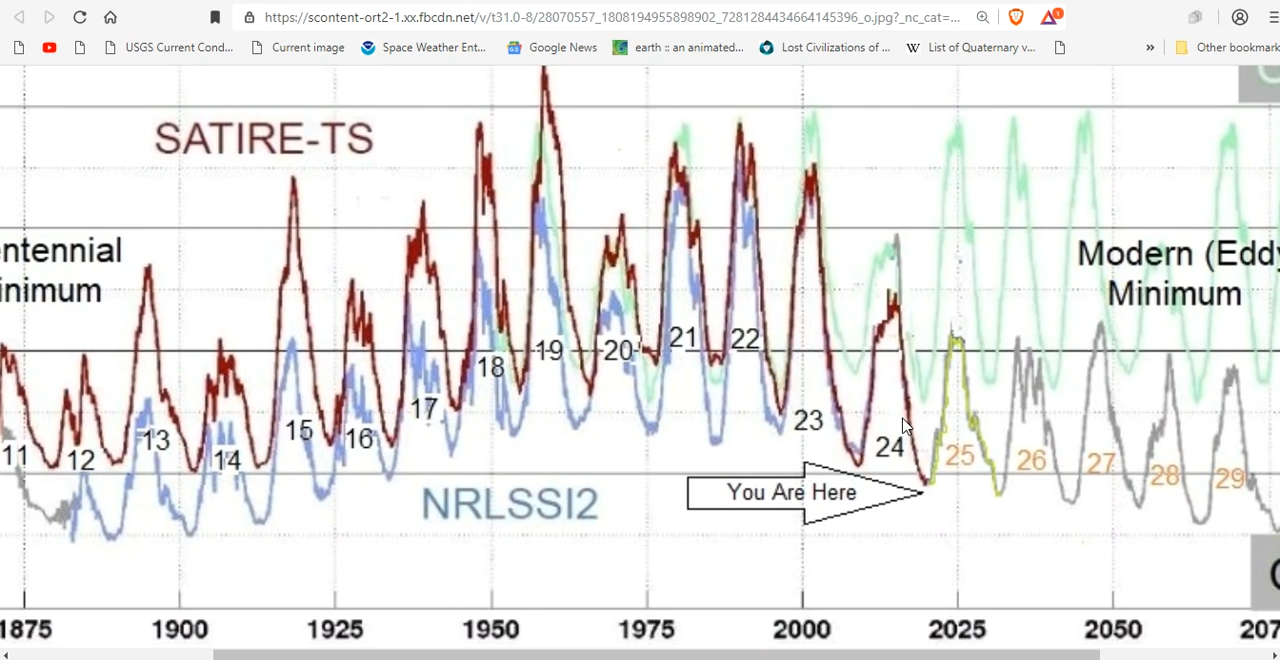 https://scontent-ort2-1.xx.fbcdn.net/v/t31.0-8/28070557_1808194955898902_7281284434664145396_o.jpg?_nc_cat=...
1
USGS Current Cond...
Current image
Space Weather Ent...
Google News
earth :: an animated...
Lost Civilizations of ...
W List of Quaternary v...
»
Other bookmark
SATIRE-TS
entennial
inimum
Modern (Eddy
Minimum
11
12
13
14
15
16
17
18
19
20
21
22
23
24
25
26
27
28
29
You Are Here
NRLSSI2
1875
1900
1925
1950
1975
2000
2025
2050
207